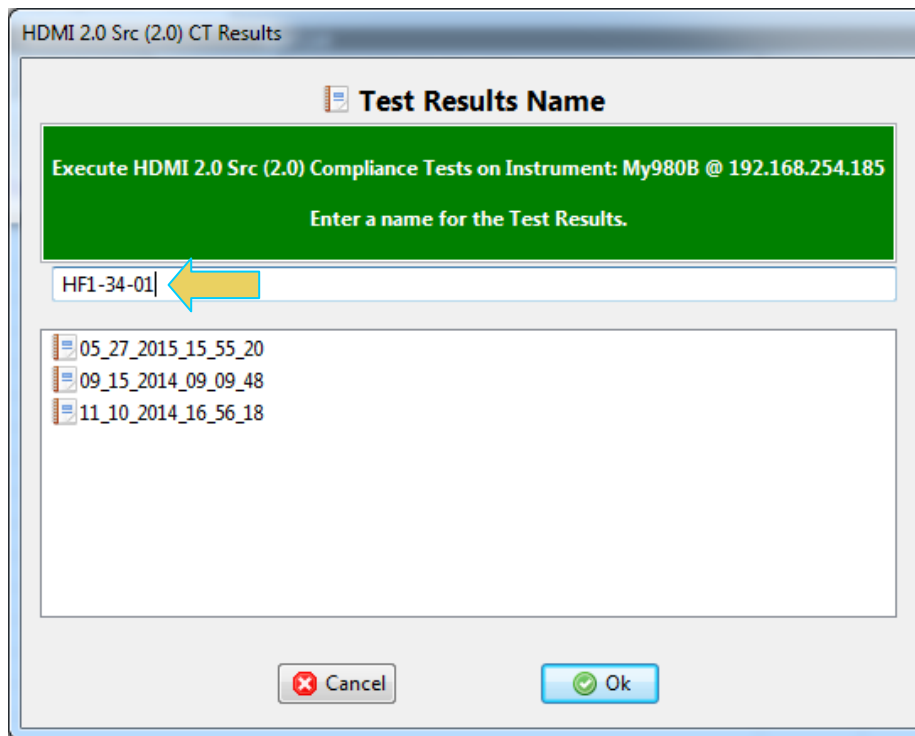 HDMI 2.0 Src (2.0) CT Results
Test Results Name
Execute HDMI 2.0 Src (2.0) Compliance Tests on Instrument: My980B @ 192.168.254.185
Enter a name for the Test Results.
HF1-34-01
05_27_2015_15_55_20
09_15_2014_09_09_48
11_10_2014_16_56_18
Cancel Ok